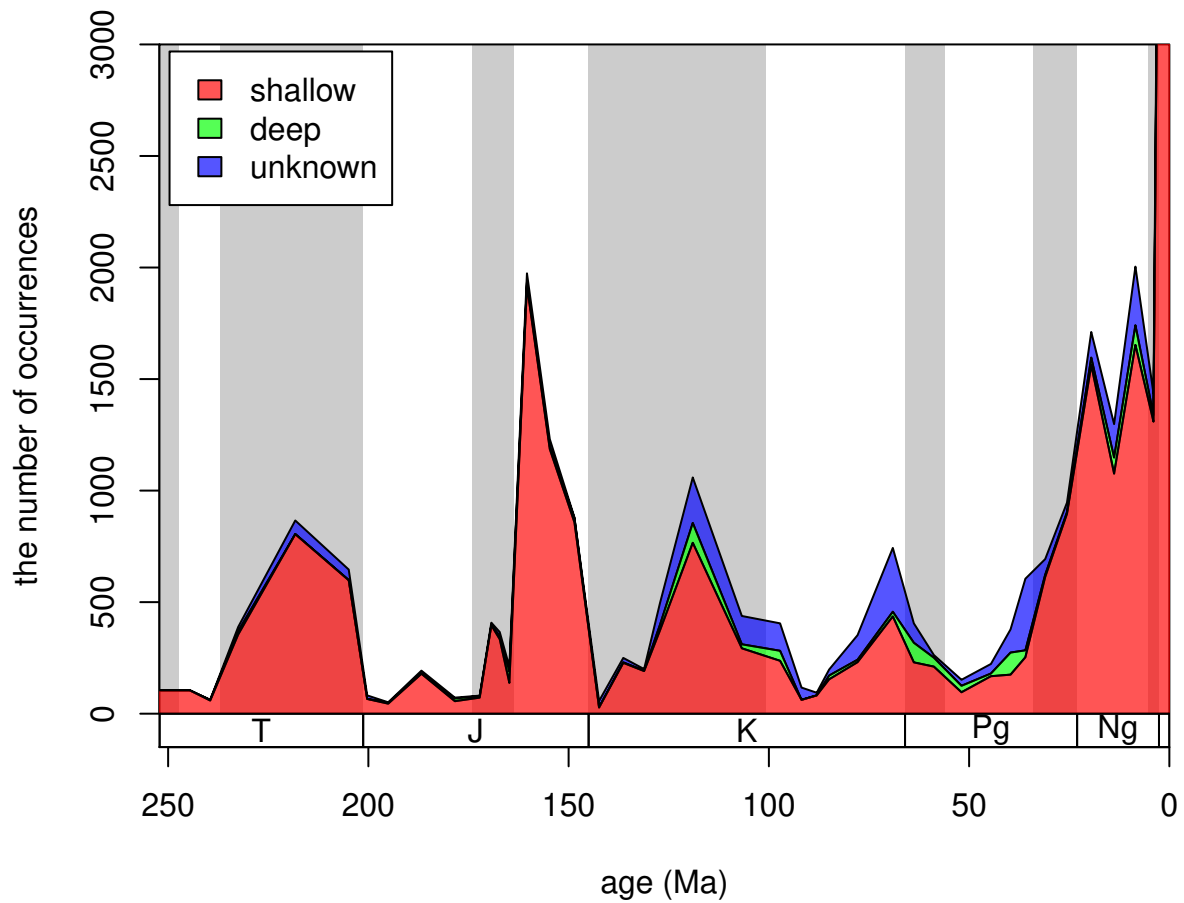 the number of occurrences
3000
2500
2000
1500
1000
500
0
shallow
deep
unknown
T J K Pg Ng
250 200 150 100 50 0
age (Ma)